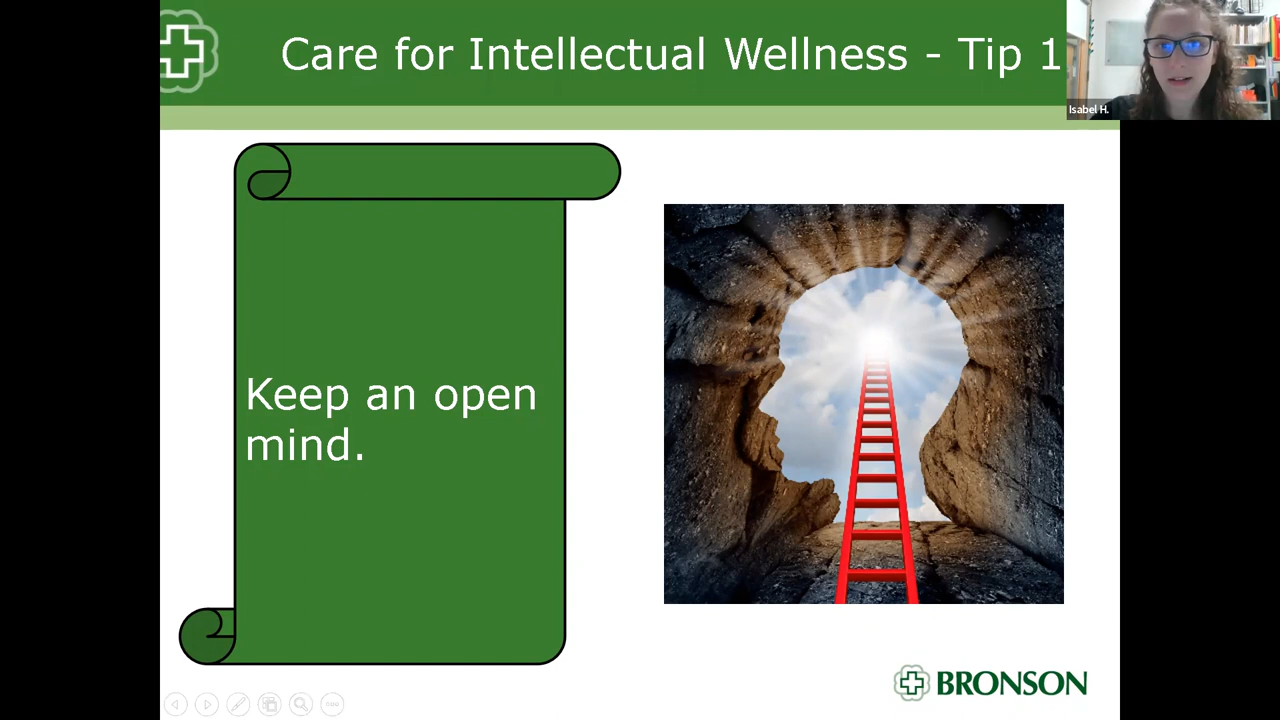 Care for Intellectual Wellness - Tip 1
Isabel H.
Keep an open
mind.
BRONSON